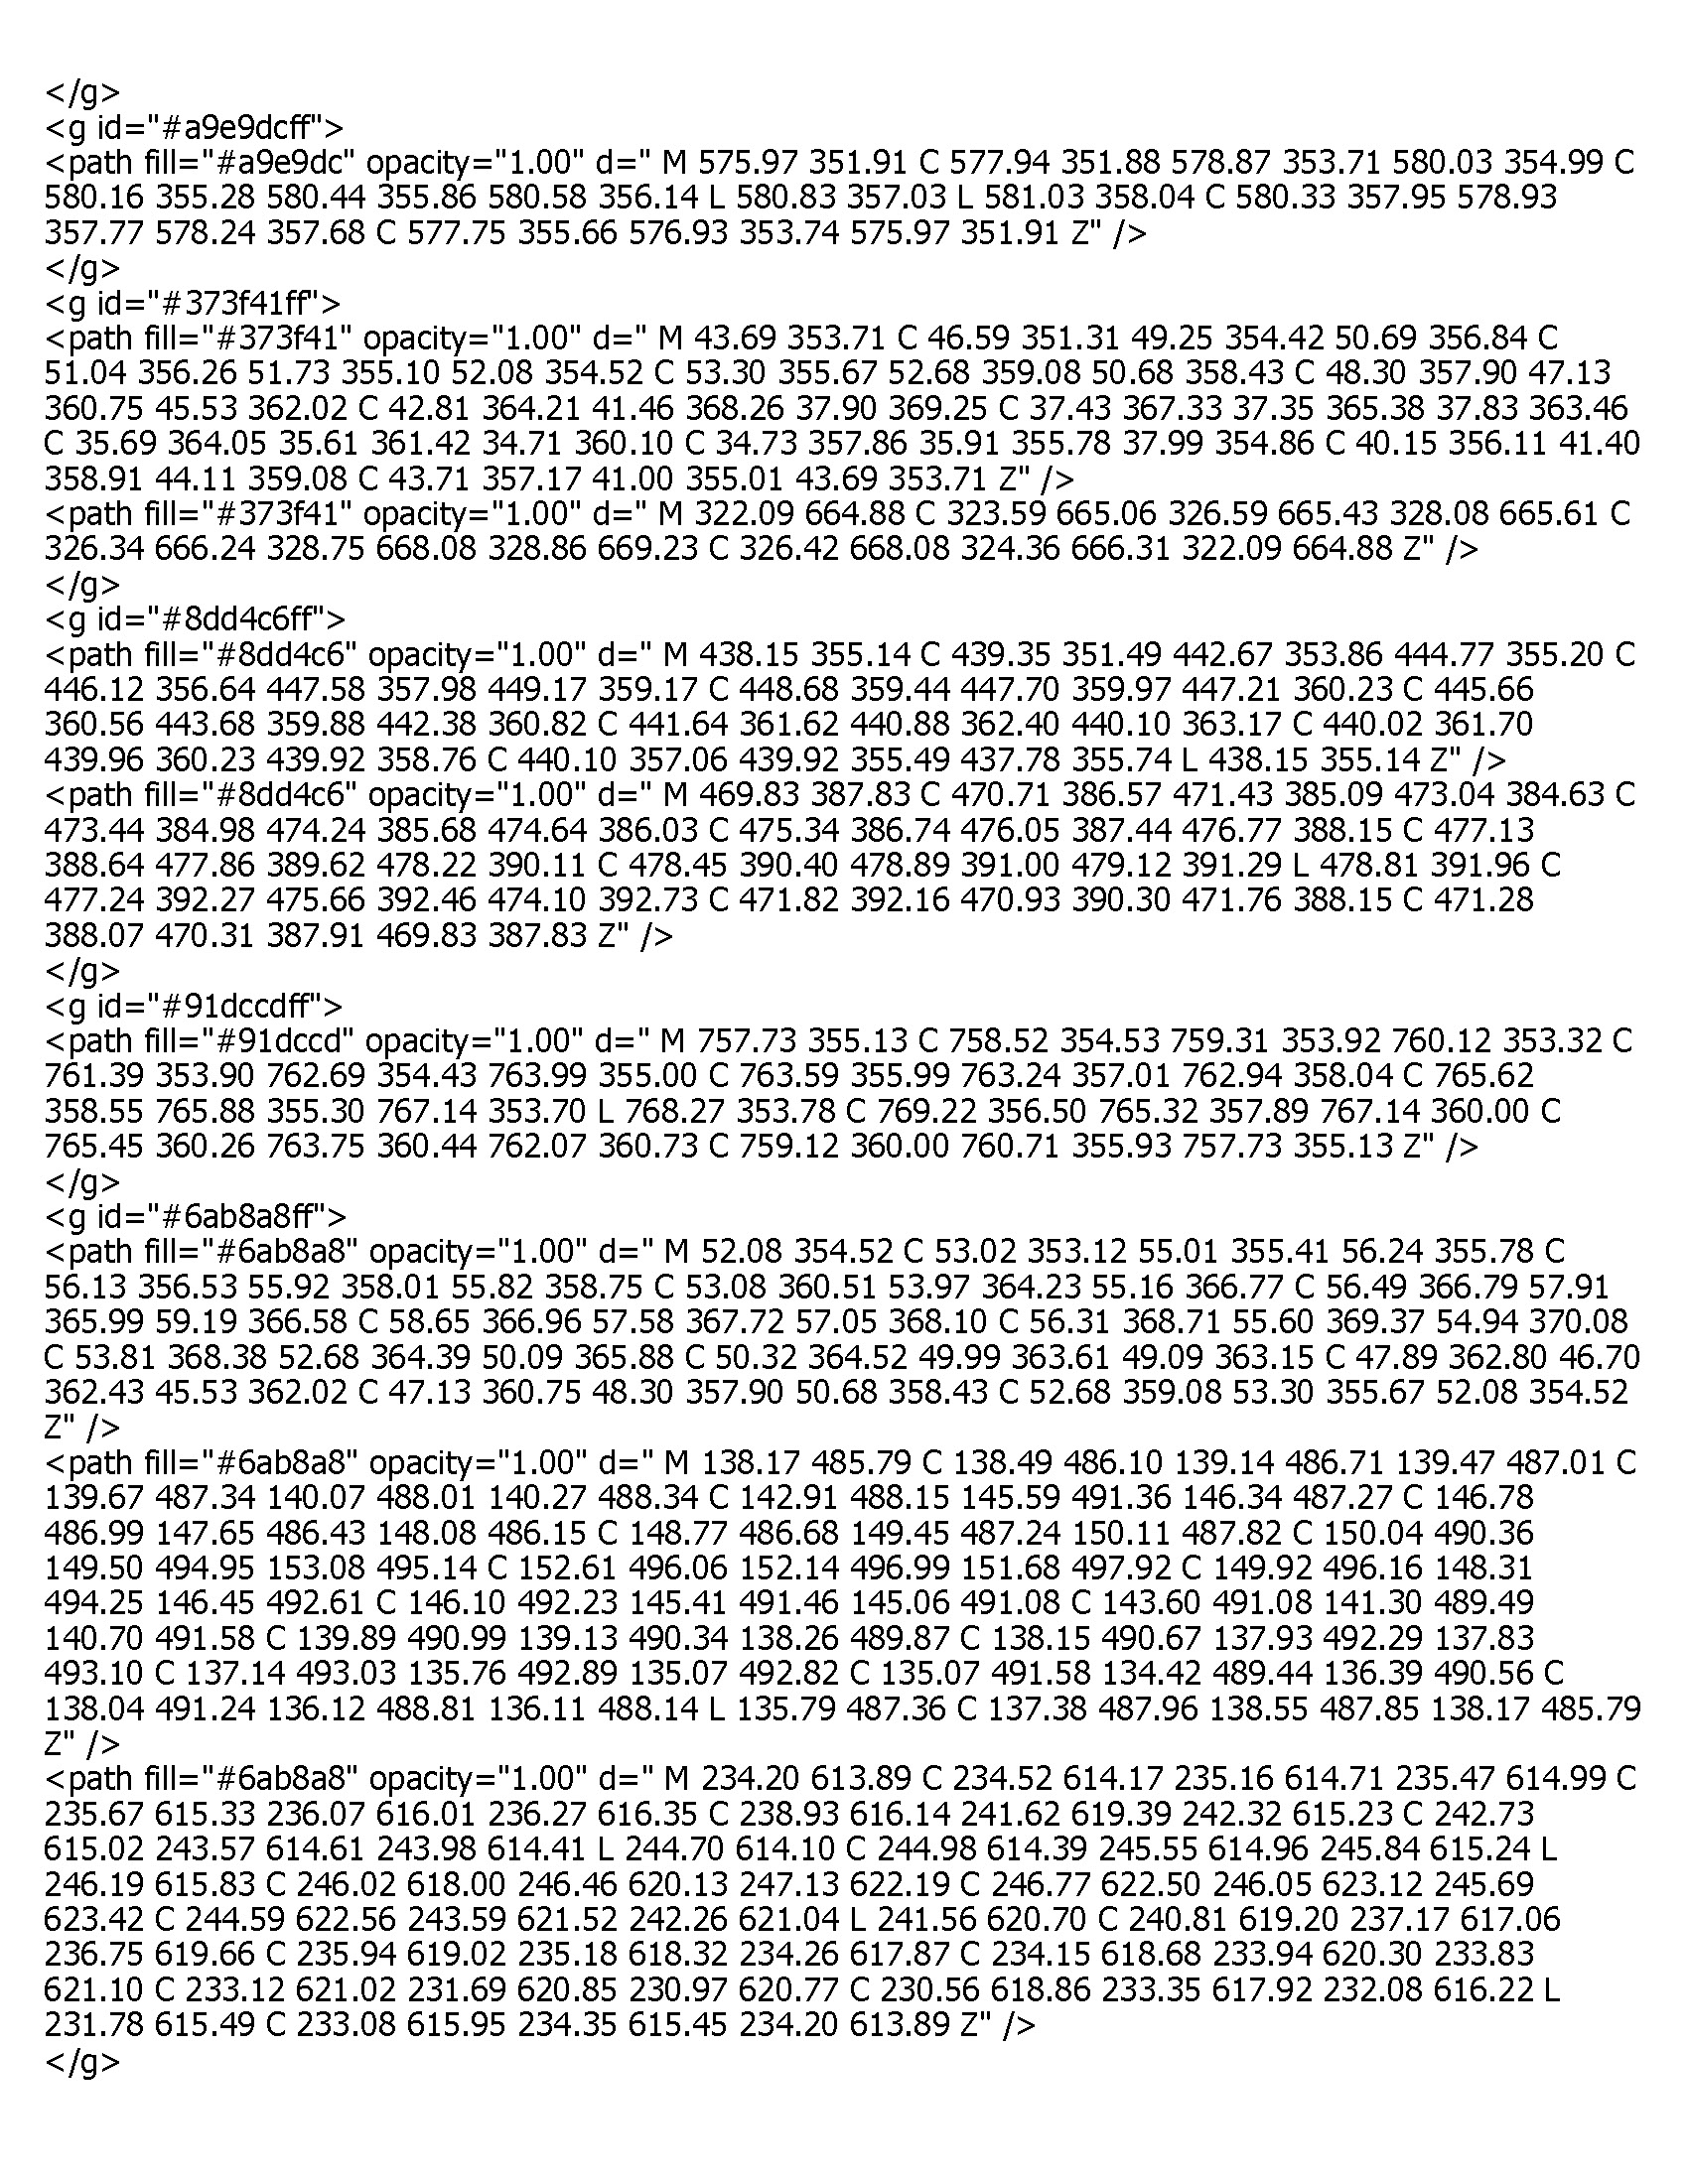 </g>
<g id="#a9e9dcff">
<path fill="#a9e9dc" opacity="1.00" d=" M 575.97 351.91 C 577.94 351.88 578.87 353.71 580.03 354.99 C
580.16 355.28 580.44 355.86 580.58 356.14 L 580.83 357.03 L 581.03 358.04 C 580.33 357.95 578.93
357.77 578.24 357.68 C 577.75 355.66 576.93 353.74 575.97 351.91 Z" />
</g>
<g id="#373f41ff">
<path fill="#373f41" opacity="1.00" d=" M 43.69 353.71 C 46.59 351.31 49.25 354.42 50.69 356.84 C
51.04 356.26 51.73 355.10 52.08 354.52 C 53.30 355.67 52.68 359.08 50.68 358.43 C 48.30 357.90 47.13
360.75 45.53 362.02 C 42.81 364.21 41.46 368.26 37.90 369.25 C 37.43 367.33 37.35 365.38 37.83 363.46
C 35.69 364.05 35.61 361.42 34.71 360.10 C 34.73 357.86 35.91 355.78 37.99 354.86 C 40.15 356.11 41.40
358.91 44.11 359.08 C 43.71 357.17 41.00 355.01 43.69 353.71 Z" />
<path fill="#373f41" opacity="1.00" d=" M 322.09 664.88 C 323.59 665.06 326.59 665.43 328.08 665.61 C
326.34 666.24 328.75 668.08 328.86 669.23 C 326.42 668.08 324.36 666.31 322.09 664.88 Z" />
</g>
<g id="#8dd4c6ff">
<path fill="#8dd4c6" opacity="1.00" d=" M 438.15 355.14 C 439.35 351.49 442.67 353.86 444.77 355.20 C
446.12 356.64 447.58 357.98 449.17 359.17 C 448.68 359.44 447.70 359.97 447.21 360.23 C 445.66
360.56 443.68 359.88 442.38 360.82 C 441.64 361.62 440.88 362.40 440.10 363.17 C 440.02 361.70
439.96 360.23 439.92 358.76 C 440.10 357.06 439.92 355.49 437.78 355.74 L 438.15 355.14 Z" />
<path fill="#8dd4c6" opacity="1.00" d=" M 469.83 387.83 C 470.71 386.57 471.43 385.09 473.04 384.63 C
473.44 384.98 474.24 385.68 474.64 386.03 C 475.34 386.74 476.05 387.44 476.77 388.15 C 477.13
388.64 477.86 389.62 478.22 390.11 C 478.45 390.40 478.89 391.00 479.12 391.29 L 478.81 391.96 C
477.24 392.27 475.66 392.46 474.10 392.73 C 471.82 392.16 470.93 390.30 471.76 388.15 C 471.28
388.07 470.31 387.91 469.83 387.83 Z" />
</g>
<g id="#91dccdff">
<path fill="#91dccd" opacity="1.00" d=" M 757.73 355.13 C 758.52 354.53 759.31 353.92 760.12 353.32 C
761.39 353.90 762.69 354.43 763.99 355.00 C 763.59 355.99 763.24 357.01 762.94 358.04 C 765.62
358.55 765.88 355.30 767.14 353.70 L 768.27 353.78 C 769.22 356.50 765.32 357.89 767.14 360.00 C
765.45 360.26 763.75 360.44 762.07 360.73 C 759.12 360.00 760.71 355.93 757.73 355.13 Z" />
</g>
<g id="#6ab8a8ff">
<path fill="#6ab8a8" opacity="1.00" d=" M 52.08 354.52 C 53.02 353.12 55.01 355.41 56.24 355.78 C
56.13 356.53 55.92 358.01 55.82 358.75 C 53.08 360.51 53.97 364.23 55.16 366.77 C 56.49 366.79 57.91
365.99 59.19 366.58 C 58.65 366.96 57.58 367.72 57.05 368.10 C 56.31 368.71 55.60 369.37 54.94 370.08
C 53.81 368.38 52.68 364.39 50.09 365.88 C 50.32 364.52 49.99 363.61 49.09 363.15 C 47.89 362.80 46.70
362.43 45.53 362.02 C 47.13 360.75 48.30 357.90 50.68 358.43 C 52.68 359.08 53.30 355.67 52.08 354.52
Z" />
<path fill="#6ab8a8" opacity="1.00" d=" M 138.17 485.79 C 138.49 486.10 139.14 486.71 139.47 487.01 C
139.67 487.34 140.07 488.01 140.27 488.34 C 142.91 488.15 145.59 491.36 146.34 487.27 C 146.78
486.99 147.65 486.43 148.08 486.15 C 148.77 486.68 149.45 487.24 150.11 487.82 C 150.04 490.36
149.50 494.95 153.08 495.14 C 152.61 496.06 152.14 496.99 151.68 497.92 C 149.92 496.16 148.31
494.25 146.45 492.61 C 146.10 492.23 145.41 491.46 145.06 491.08 C 143.60 491.08 141.30 489.49
140.70 491.58 C 139.89 490.99 139.13 490.34 138.26 489.87 C 138.15 490.67 137.93 492.29 137.83
493.10 C 137.14 493.03 135.76 492.89 135.07 492.82 C 135.07 491.58 134.42 489.44 136.39 490.56 C
138.04 491.24 136.12 488.81 136.11 488.14 L 135.79 487.36 C 137.38 487.96 138.55 487.85 138.17 485.79
Z" />
<path fill="#6ab8a8" opacity="1.00" d=" M 234.20 613.89 C 234.52 614.17 235.16 614.71 235.47 614.99 C
235.67 615.33 236.07 616.01 236.27 616.35 C 238.93 616.14 241.62 619.39 242.32 615.23 C 242.73
615.02 243.57 614.61 243.98 614.41 L 244.70 614.10 C 244.98 614.39 245.55 614.96 245.84 615.24 L
246.19 615.83 C 246.02 618.00 246.46 620.13 247.13 622.19 C 246.77 622.50 246.05 623.12 245.69
623.42 C 244.59 622.56 243.59 621.52 242.26 621.04 L 241.56 620.70 C 240.81 619.20 237.17 617.06
236.75 619.66 C 235.94 619.02 235.18 618.32 234.26 617.87 C 234.15 618.68 233.94 620.30 233.83
621.10 C 233.12 621.02 231.69 620.85 230.97 620.77 C 230.56 618.86 233.35 617.92 232.08 616.22 L
231.78 615.49 C 233.08 615.95 234.35 615.45 234.20 613.89 Z" />
</g>